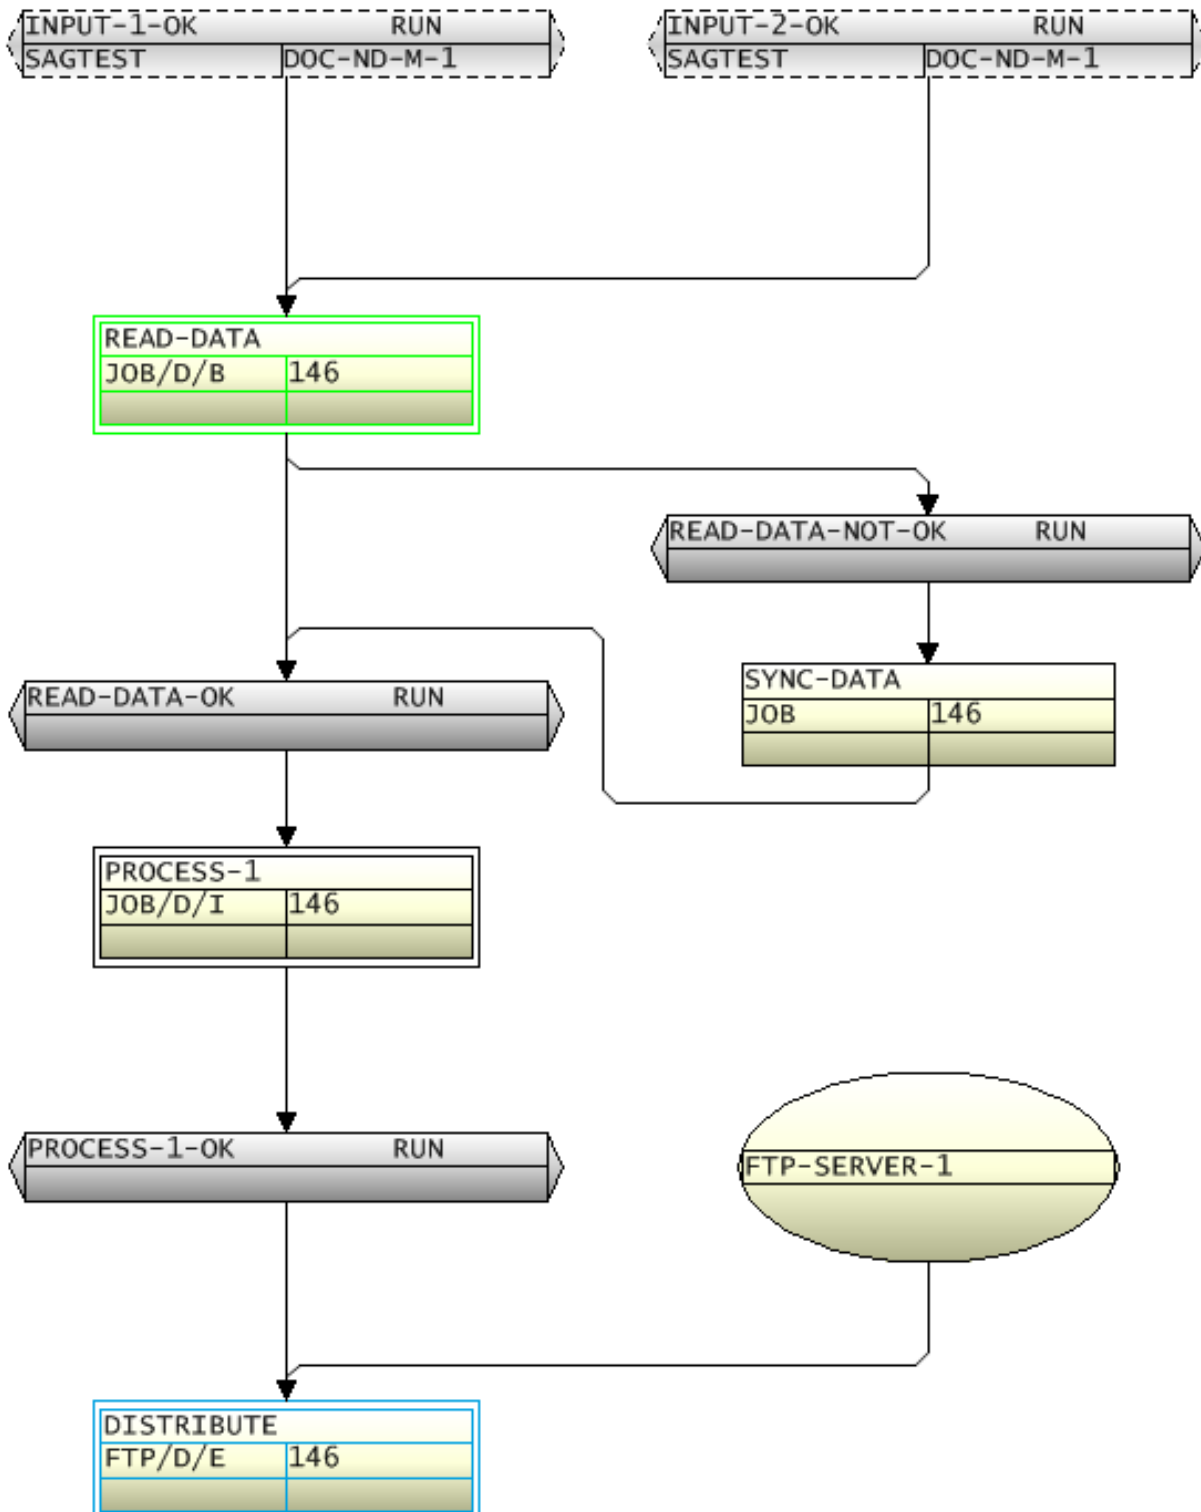 INPUT-1-OK RUN
SAGTEST DOC-ND-M-1
INPUT-2-OK RUN
SAGTEST DOC-ND-M-1
READ-DATA
JOB/D/B 146
READ-DATA-NOT-OK RUN
SYNC-DATA
JOB 146
READ-DATA-OK RUN
PROCESS-1
JOB/D/I 146
PROCESS-1-OK RUN
FTP-SERVER-1
DISTRIBUTE
FTP/D/E 146